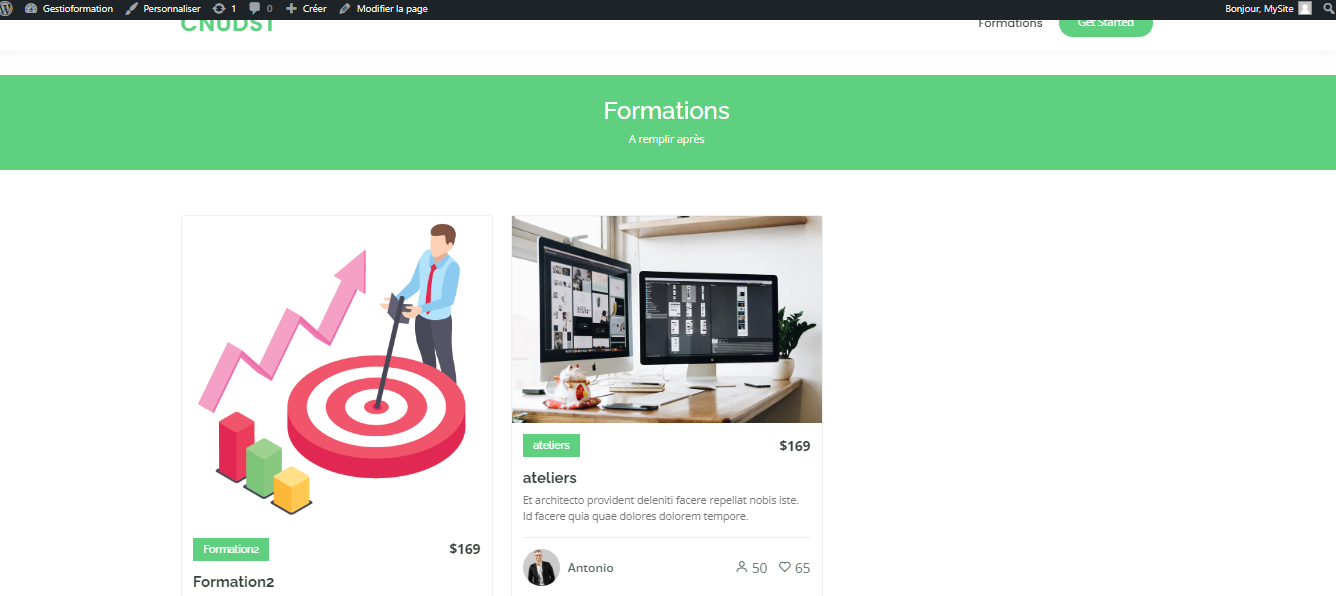 Gestioformation Personnaliser 1 0 Créer Modifier la page Bonjour, MySite
CNUDST
Formations Get Started
Formations
A remplir après
Formation2 $169
Formation2
ateliers $169
ateliers
Et architecto provident deleniti facere repellat nobis iste.
Id facere quia quae dolores dolorem tempore.
Antonio 50 65